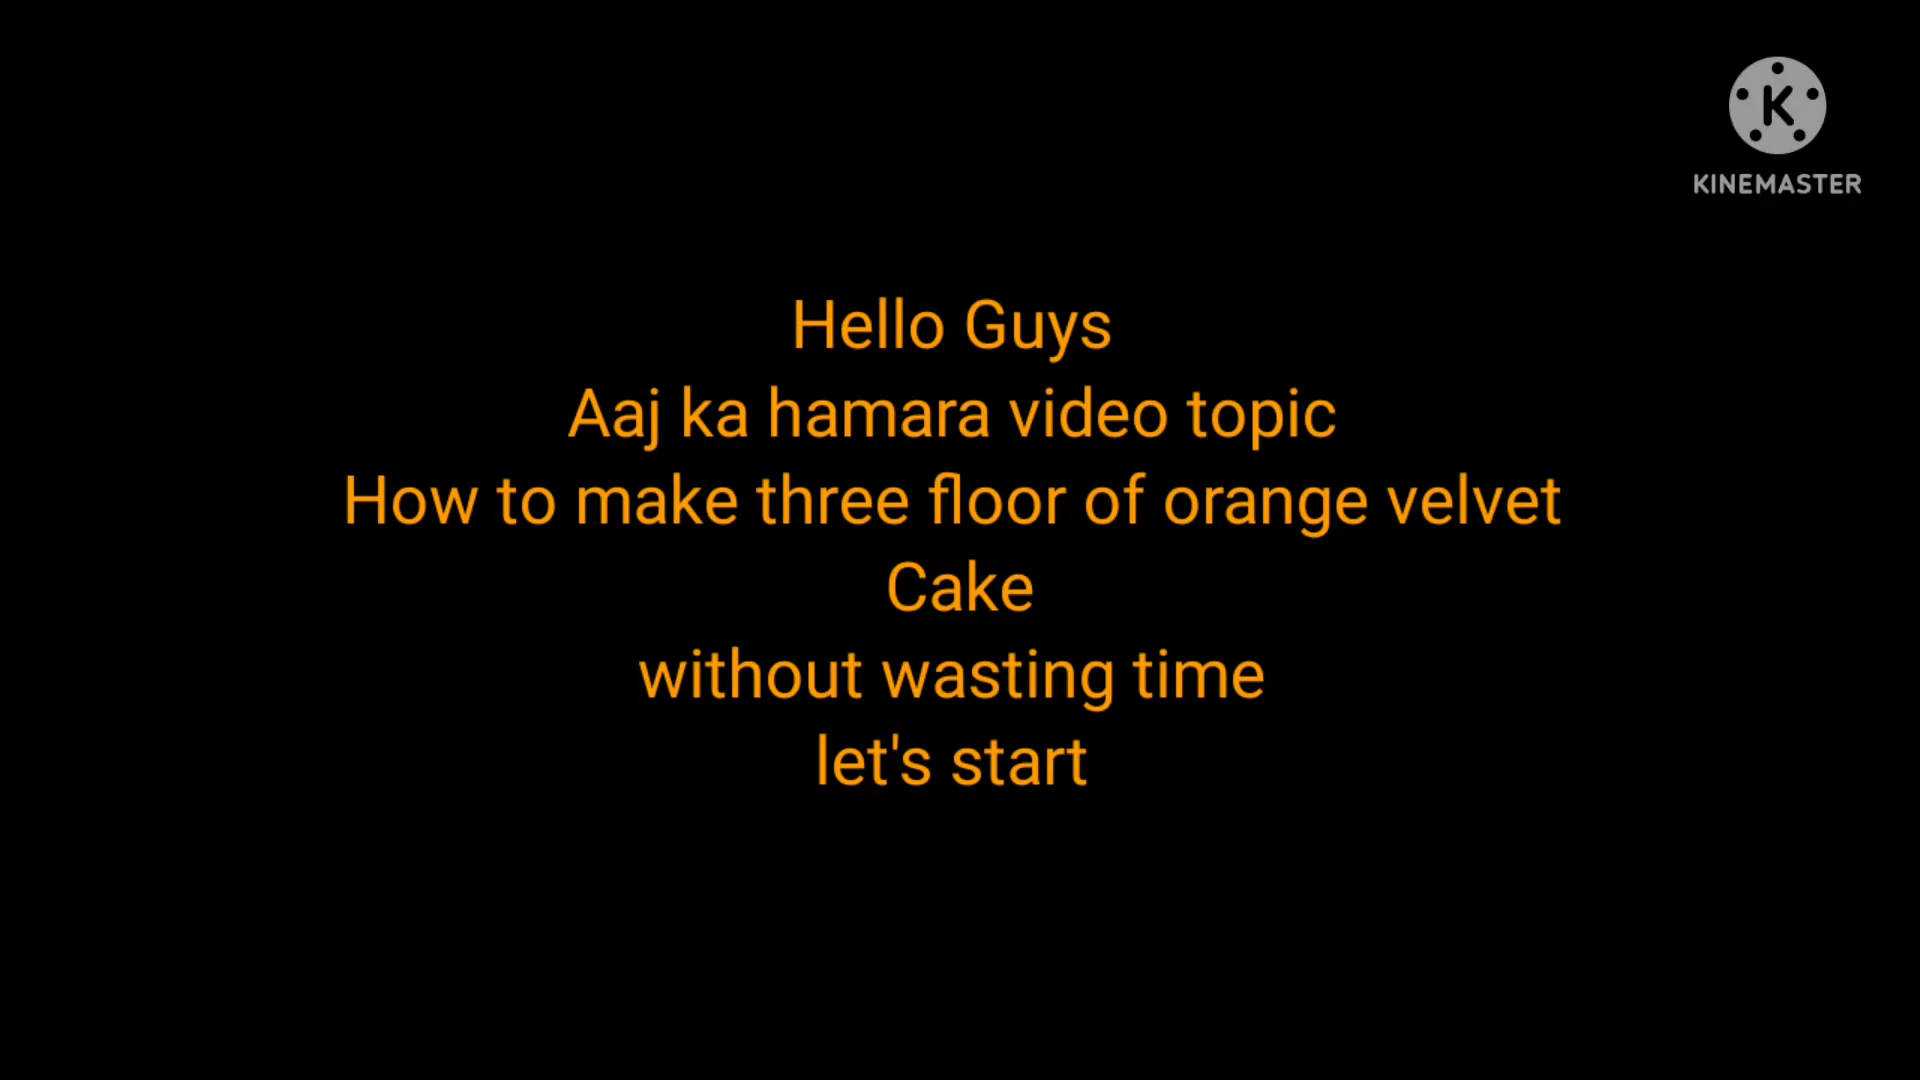 K
KINEMASTER
Hello Guys
Aaj ka hamara video topic
How to make three floor of orange velvet
Cake
without wasting time
let's start